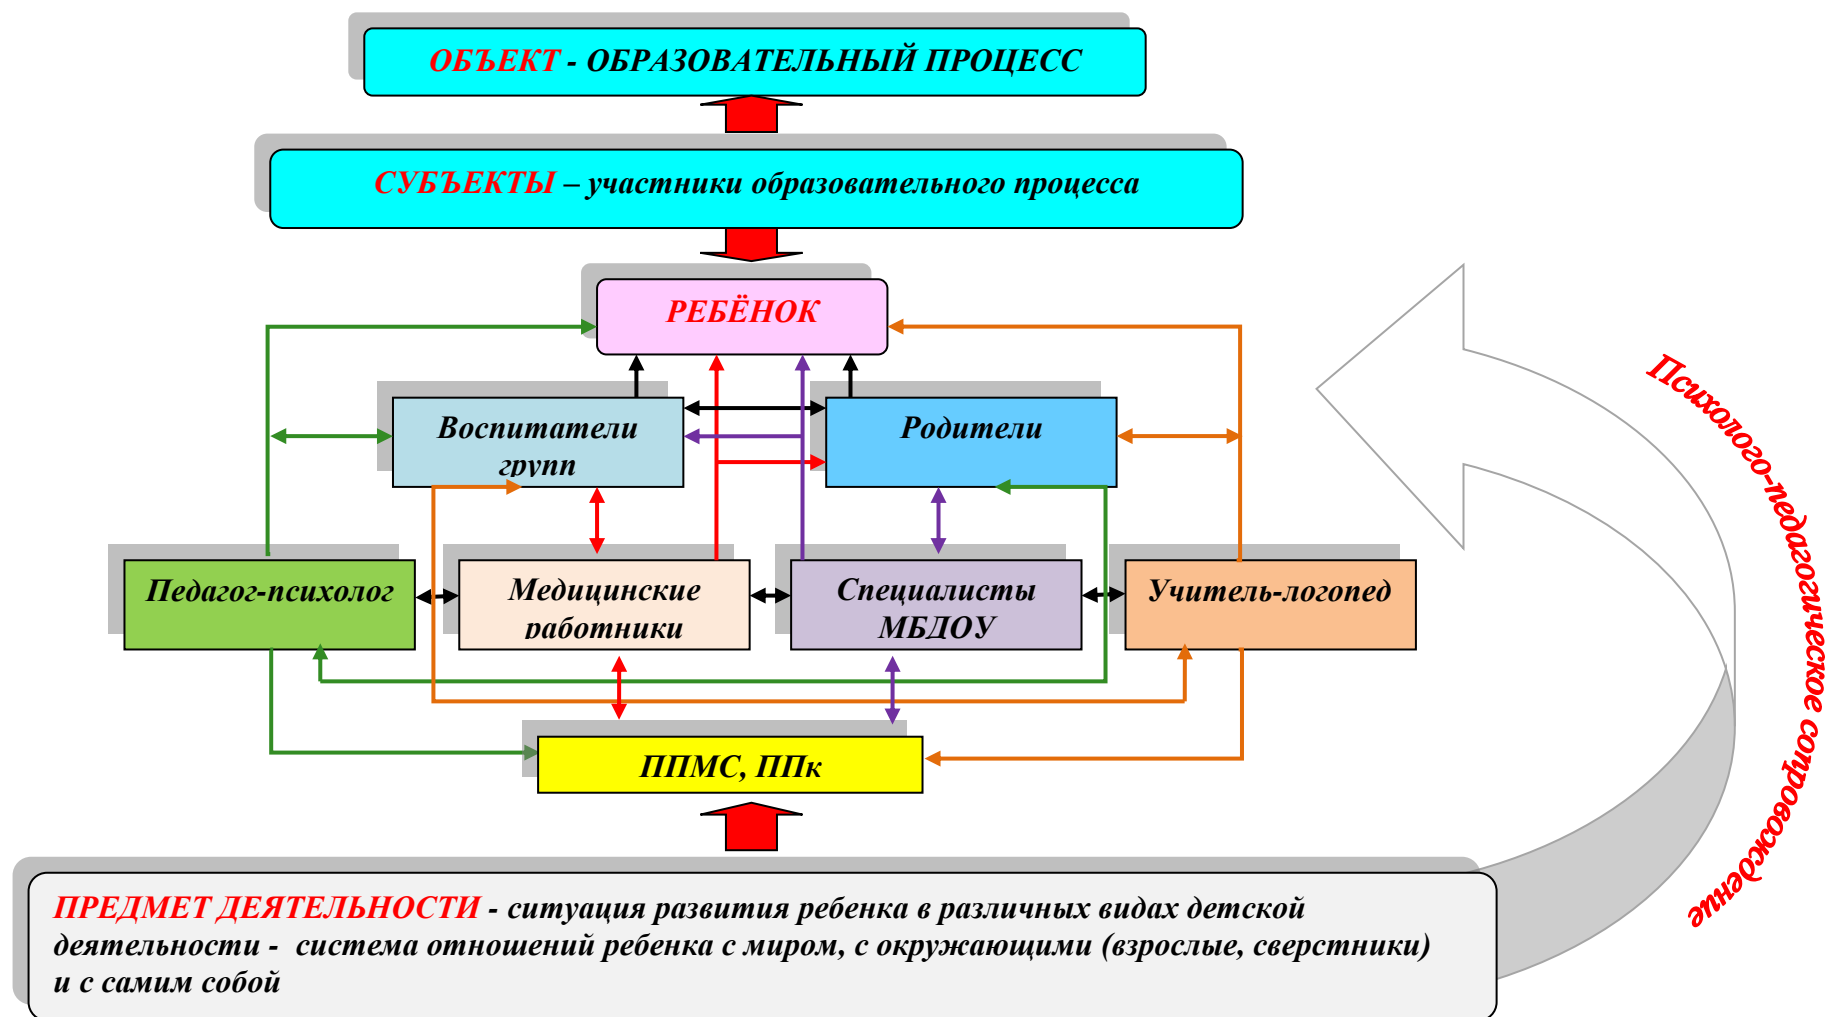 ОБЪЕКТ - ОБРАЗОВАТЕЛЬНЫЙ ПРОЦЕСС
СУБЪЕКТЫ – участники образовательного процесса
РЕБЁНОК
Воспитатели
групп
Родители
Педагог-психолог
Медицинские
работники
Специалисты
МБДОУ
Учитель-логопед
ППМС, ППк
ПРЕДМЕТ ДЕЯТЕЛЬНОСТИ - ситуация развития ребенка в различных видах детской
деятельности - система отношений ребенка с миром, с окружающими (взрослые, сверстники)
и с самим собой
Психолого-педагогическое сопровождение